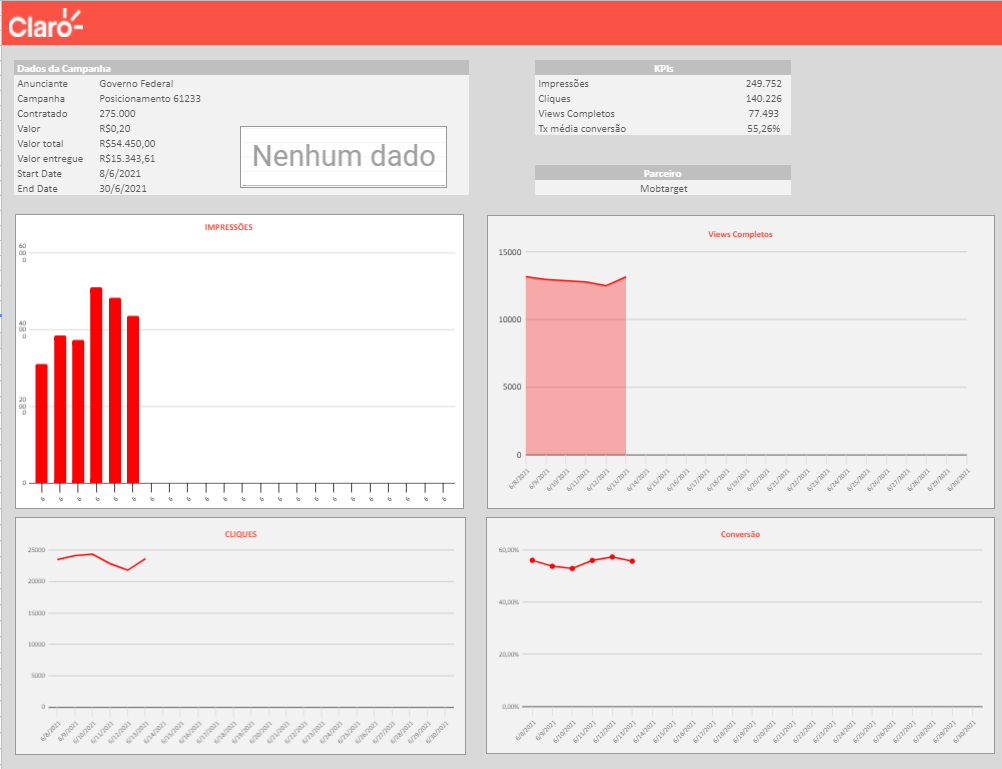 Claro
Dados da Campanha
Anunciante Governo Federal
Campanha Posicionamento 61233
Contratado 275.000
Valor R$0,20
Valor total R$54.450,00
Valor entregue R$15.343,61
Start Date 8/6/2021
End Date 30/6/2021
Nenhum dado
KPIs
Impressões 249.752
Cliques 140.226
Views Completos 77.493
Tx média conversão 55,26%
Parceiro
Mobtarget
IMPRESSÕES
60
00
0
40
00
0
20
00
0
0
6 6 6 6 6 6 6 6 6 6 6 6 6 6 6 6 6 6 6 6 6 6 6
Views Completos
15000
10000
5000
0
6/8/2021 6/9/2021 6/10/2021 6/11/2021 6/12/2021 6/13/2021 6/14/2021 6/15/2021 6/16/2021 6/17/2021 6/18/2021 6/19/2021 6/20/2021 6/21/2021 6/22/2021 6/23/2021 6/24/2021 6/25/2021 6/26/2021 6/27/2021 6/28/2021 6/29/2021 6/30/2021
CLIQUES
25000
20000
15000
10000
5000
0
6/8/2021 6/9/2021 6/10/2021 6/11/2021 6/12/2021 6/13/2021 6/14/2021 6/15/2021 6/16/2021 6/17/2021 6/18/2021 6/19/2021 6/20/2021 6/21/2021 6/22/2021 6/23/2021 6/24/2021 6/25/2021 6/26/2021 6/27/2021 6/28/2021 6/29/2021 6/30/2021
Conversão
60,00%
40,00%
20,00%
0,00%
6/8/2021 6/9/2021 6/10/2021 6/11/2021 6/12/2021 6/13/2021 6/14/2021 6/15/2021 6/16/2021 6/17/2021 6/18/2021 6/19/2021 6/20/2021 6/21/2021 6/22/2021 6/23/2021 6/24/2021 6/25/2021 6/26/2021 6/27/2021 6/28/2021 6/29/2021 6/30/2021